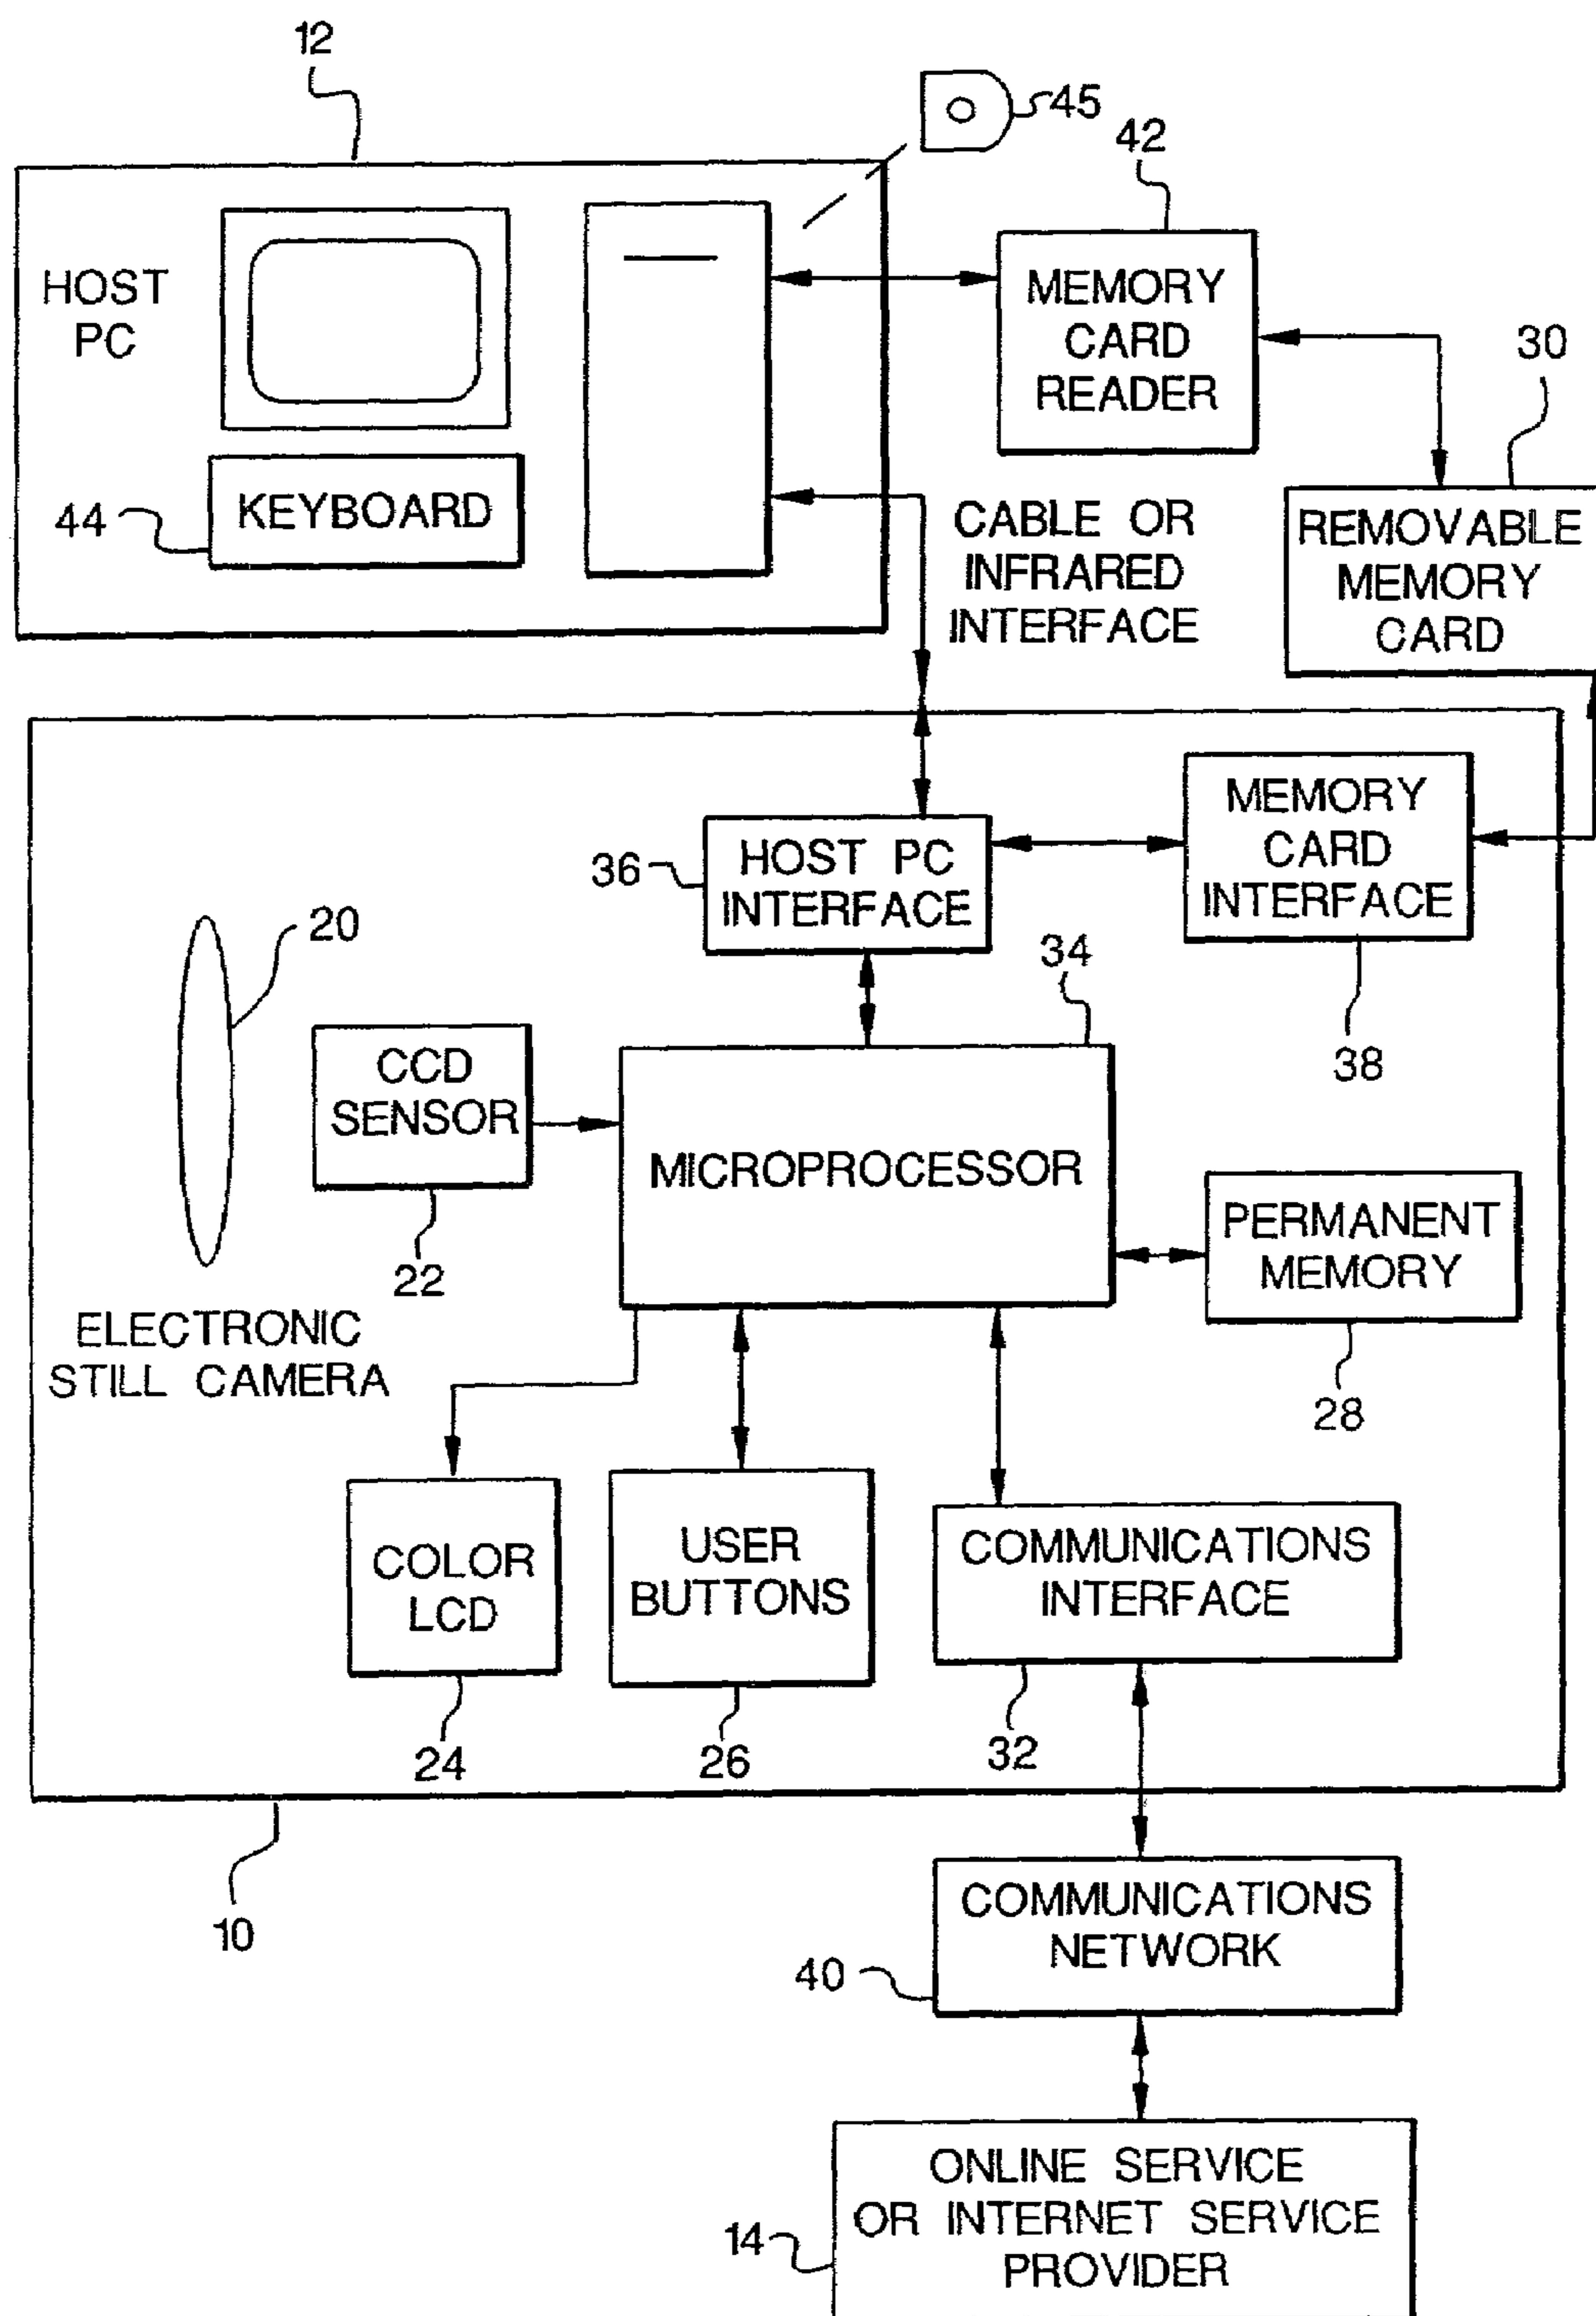 12
45
42
HOST
PC
MEMORY
CARD
READER
30
44
KEYBOARD
CABLE OR
INFRARED
INTERFACE
REMOVABLE
MEMORY
CARD
36
HOST PC
INTERFACE
MEMORY
CARD
INTERFACE
20
34
38
CCD
SENSOR
22
MICROPROCESSOR
PERMANENT
MEMORY
28
ELECTRONIC
STILL CAMERA
COLOR
LCD
24
USER
BUTTONS
26
COMMUNICATIONS
INTERFACE
32
10
COMMUNICATIONS
NETWORK
40
ONLINE SERVICE
OR INTERNET SERVICE
PROVIDER
14